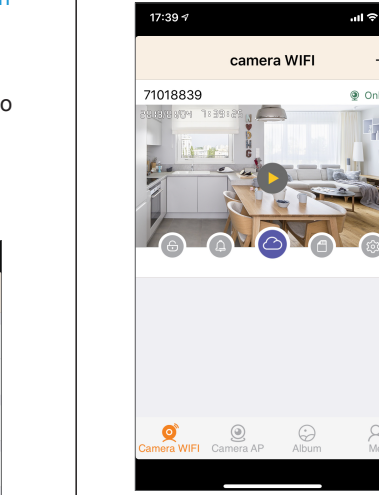 n
o
17:39
camera WIFI
71018839
Onl
Camera WIFI
Camera AP
Album
M